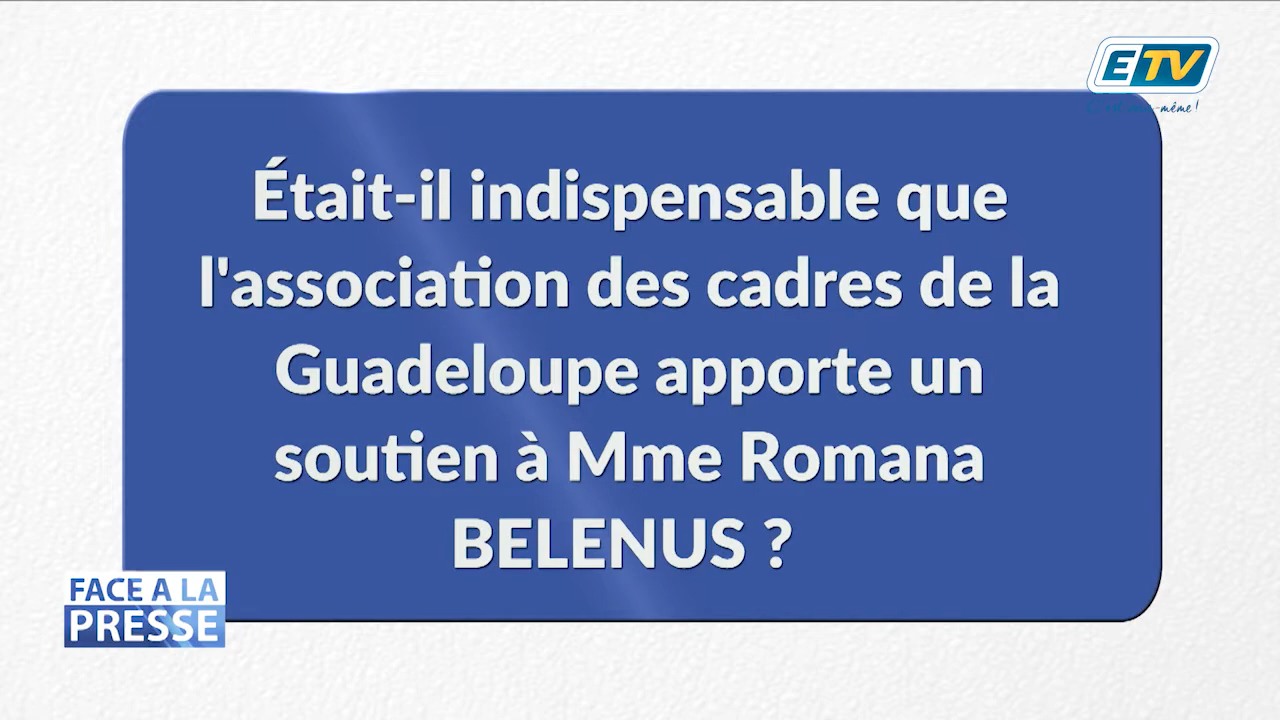 ETV
-même !
Était-il indispensable que
l'association des cadres de la
Guadeloupe apporte un
soutien à Mme Romana
BELENUS ?
FACE A LA
PRESSE